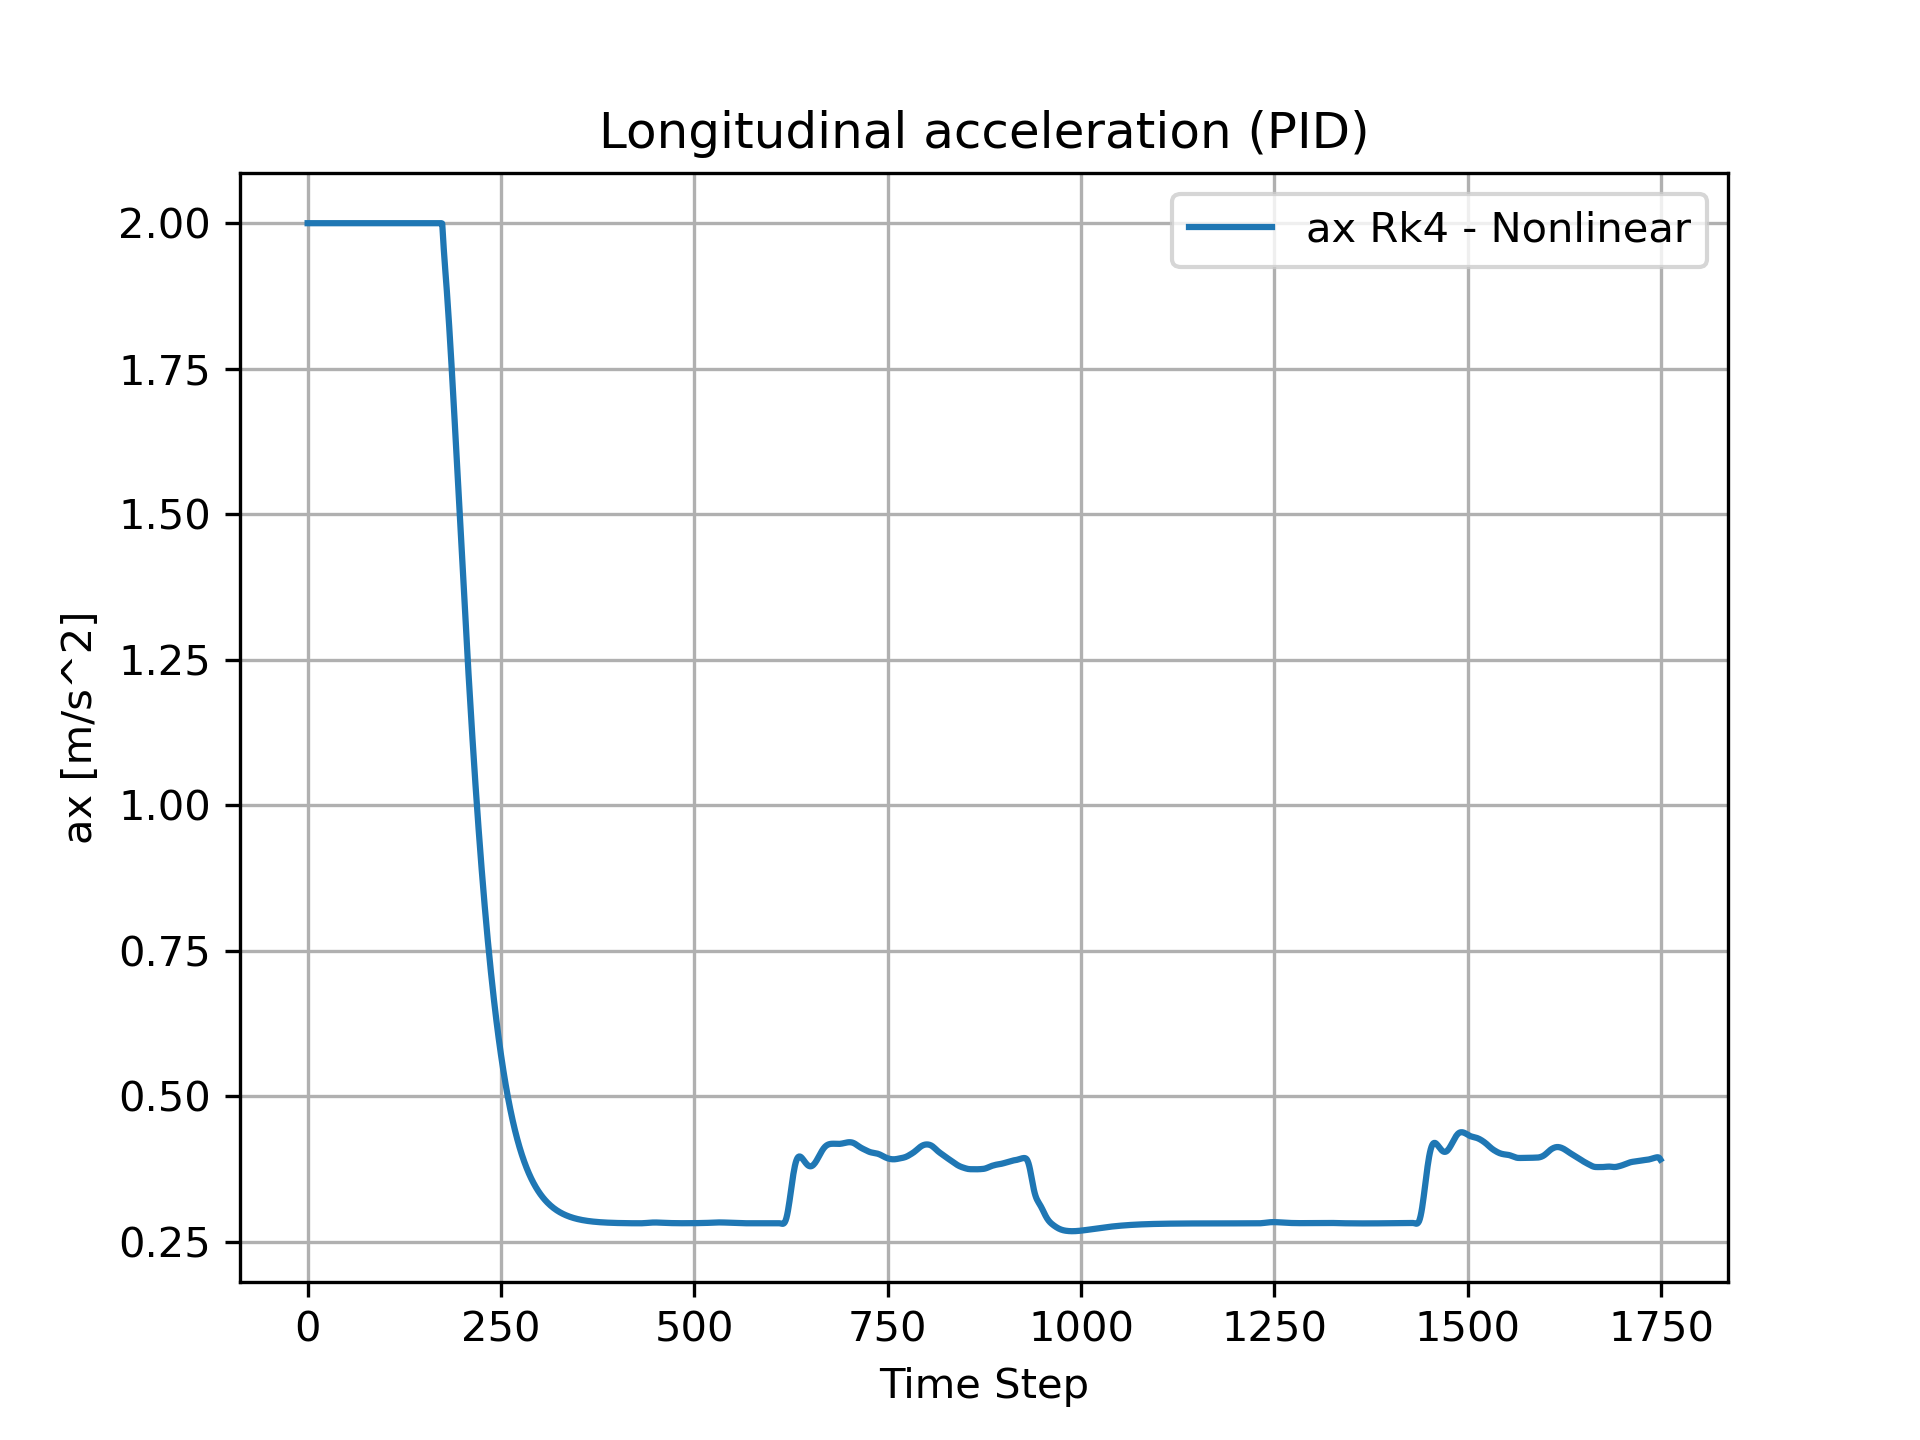 Longitudinal acceleration (PID)
ax Rk4 - Nonlinear
ax [m/s^2]
2.00
1.75
1.50
1.25
1.00
0.75
0.50
0.25
0 250 500 750 1000 1250 1500 1750
Time Step